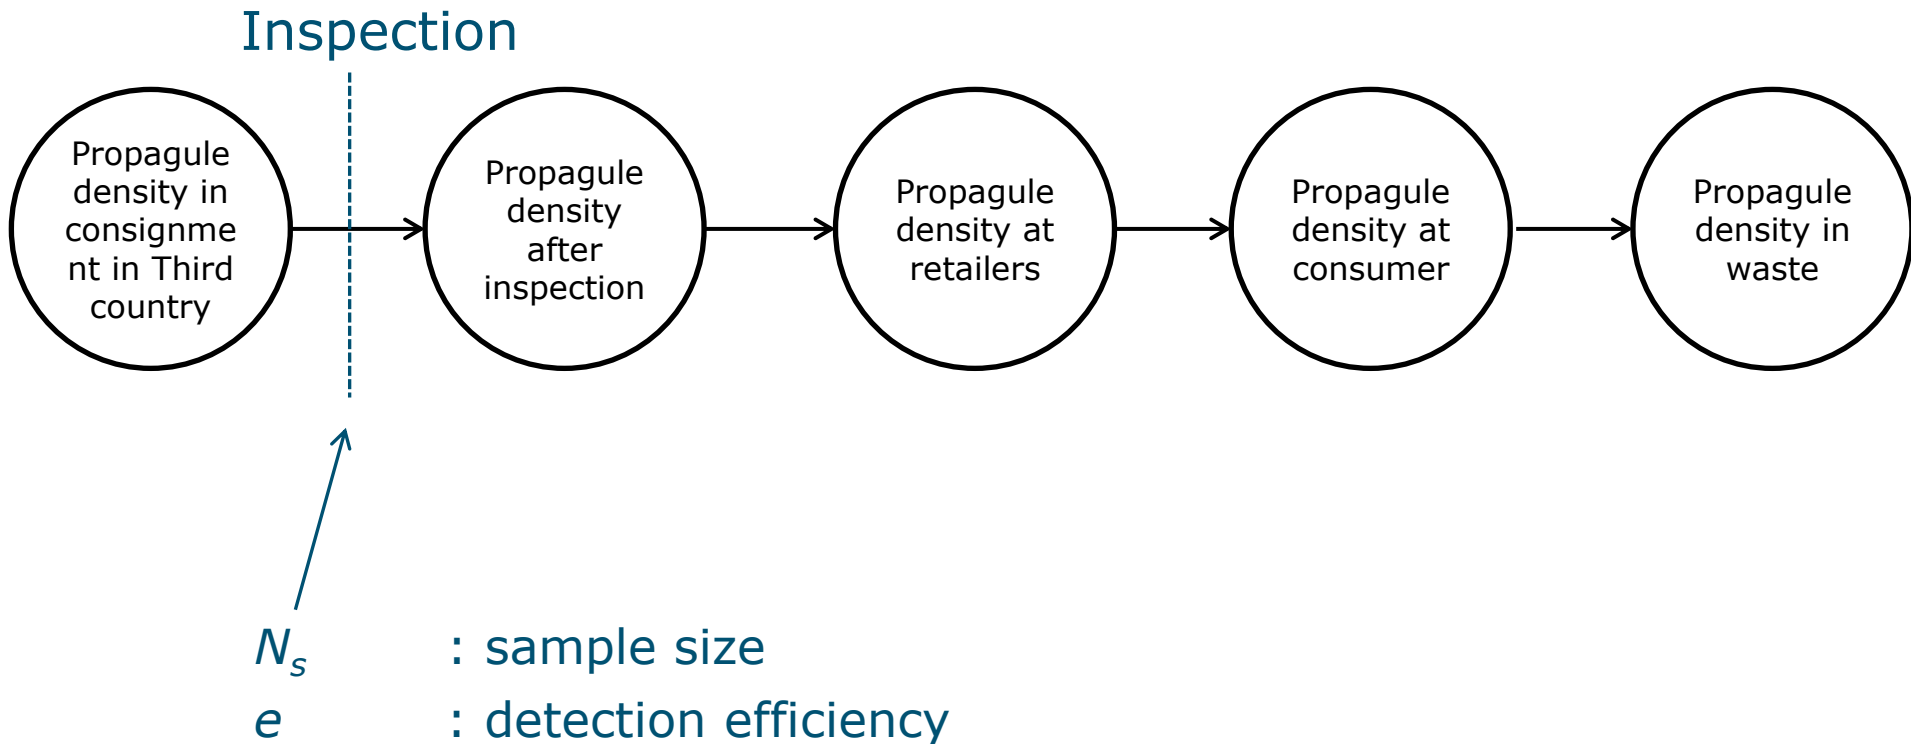 Inspection
Propagule
density in
consignme
nt in Third
country
Propagule
density
after
inspection
Propagule
density at
retailers
Propagule
density at
consumer
Propagule
density in
waste
Ns : sample size
e : detection efficiency